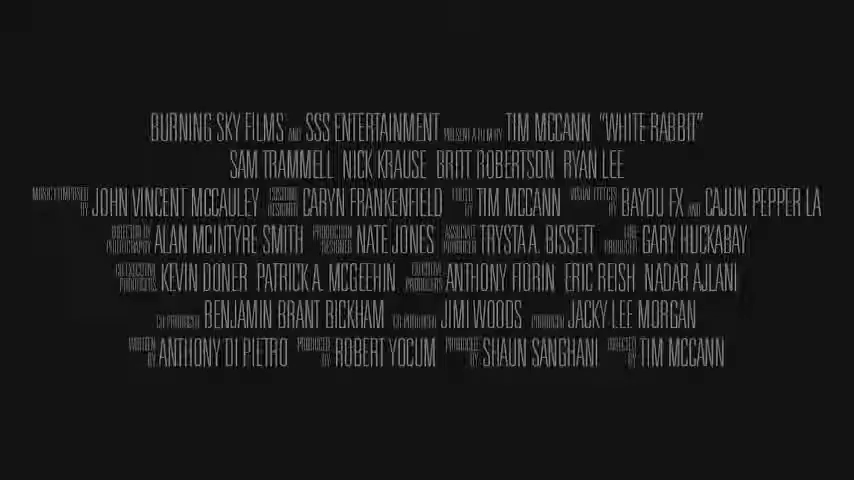 BURNING SKY FILMS AND SSS ENTERTAINMENT PRESENT A FILM BY TIM MCCANN "WHITE RABBIT"
SAM TRAMMELL NICK KRAUSE BRITT ROBERTSON RYAN LEE
MUSIC COMPOSED BY JOHN VINCENT MCCAULEY COSTUME DESIGNER CARYN FRANKENFIELD EDITED BY TIM MCCANN VISUAL EFFECTS BY BAYOU FX AND CAJUN PEPPER LA
DIRECTOR OF PHOTOGRAPHY ALAN MCINTYRE SMITH PRODUCTION DESIGNER NATE JONES ASSOCIATE PRODUCER TRYSTA A. BISSETT LINE PRODUCER GARY HUCKABAY
CO EXECUTIVE PRODUCERS KEVIN DONER PATRICK A. MCGEEHIN EXECUTIVE PRODUCERS ANTHONY FIORIN ERIC REISH NADAR AJLANI
CO PRODUCER BENJAMIN BRANT BICKHAM CO PRODUCER JIMI WOODS PRODUCER JACKY LEE MORGAN
WRITTEN BY ANTHONY DI PIETRO PRODUCED BY ROBERT YOCUM PRODUCED BY SHAUN SANGHANI DIRECTED BY TIM MCCANN